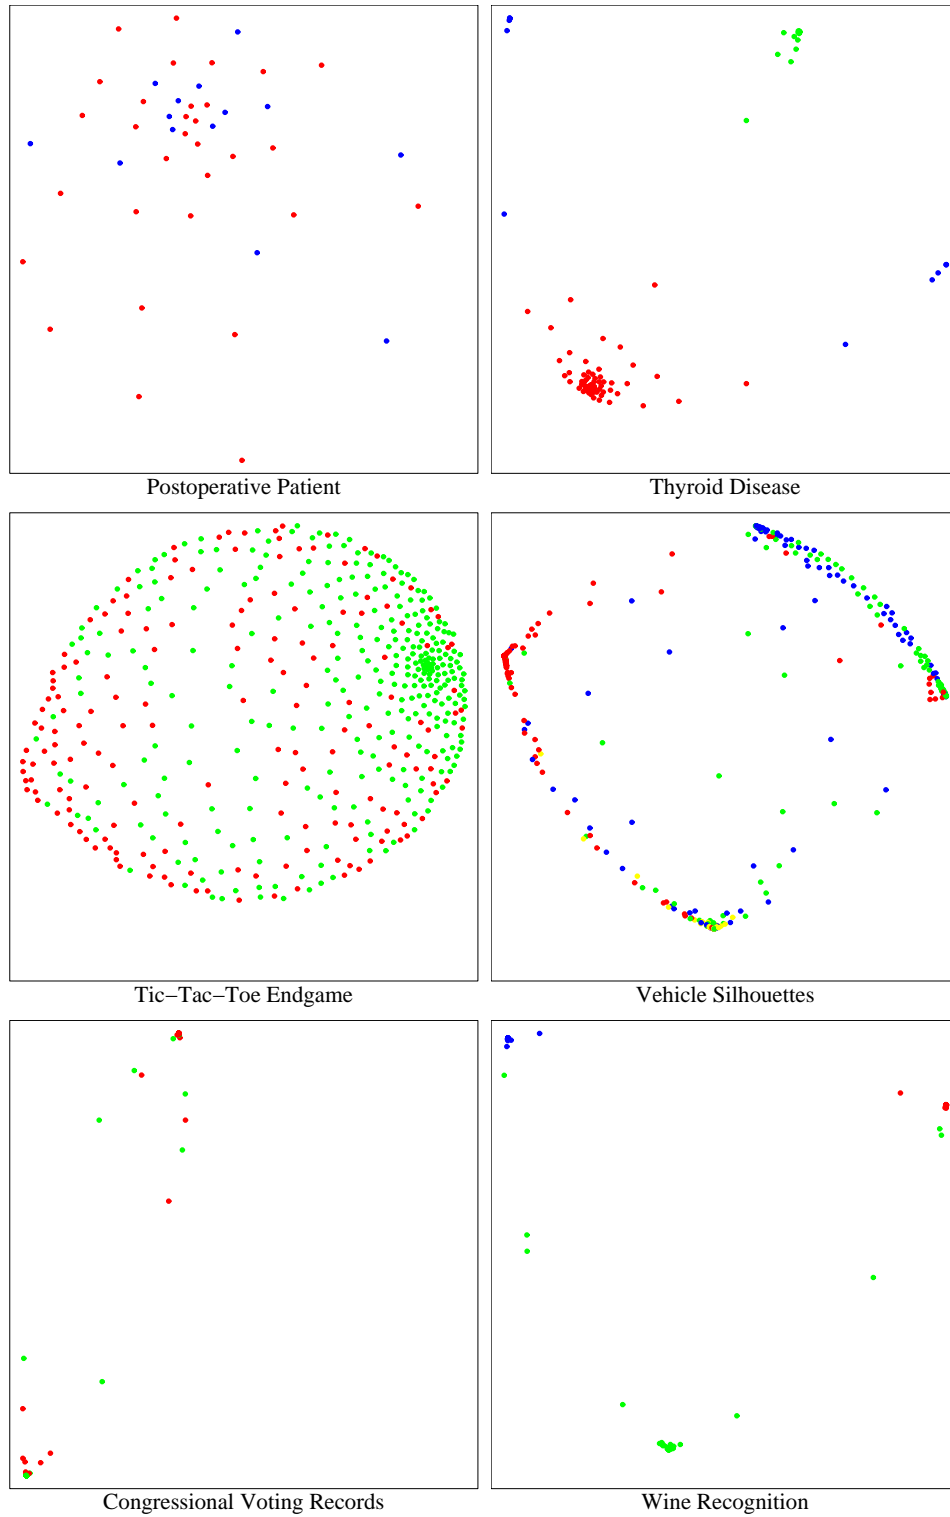 Postoperative Patient
Thyroid Disease
Tic−Tac−Toe Endgame
Vehicle Silhouettes
Congressional Voting Records
Wine Recognition